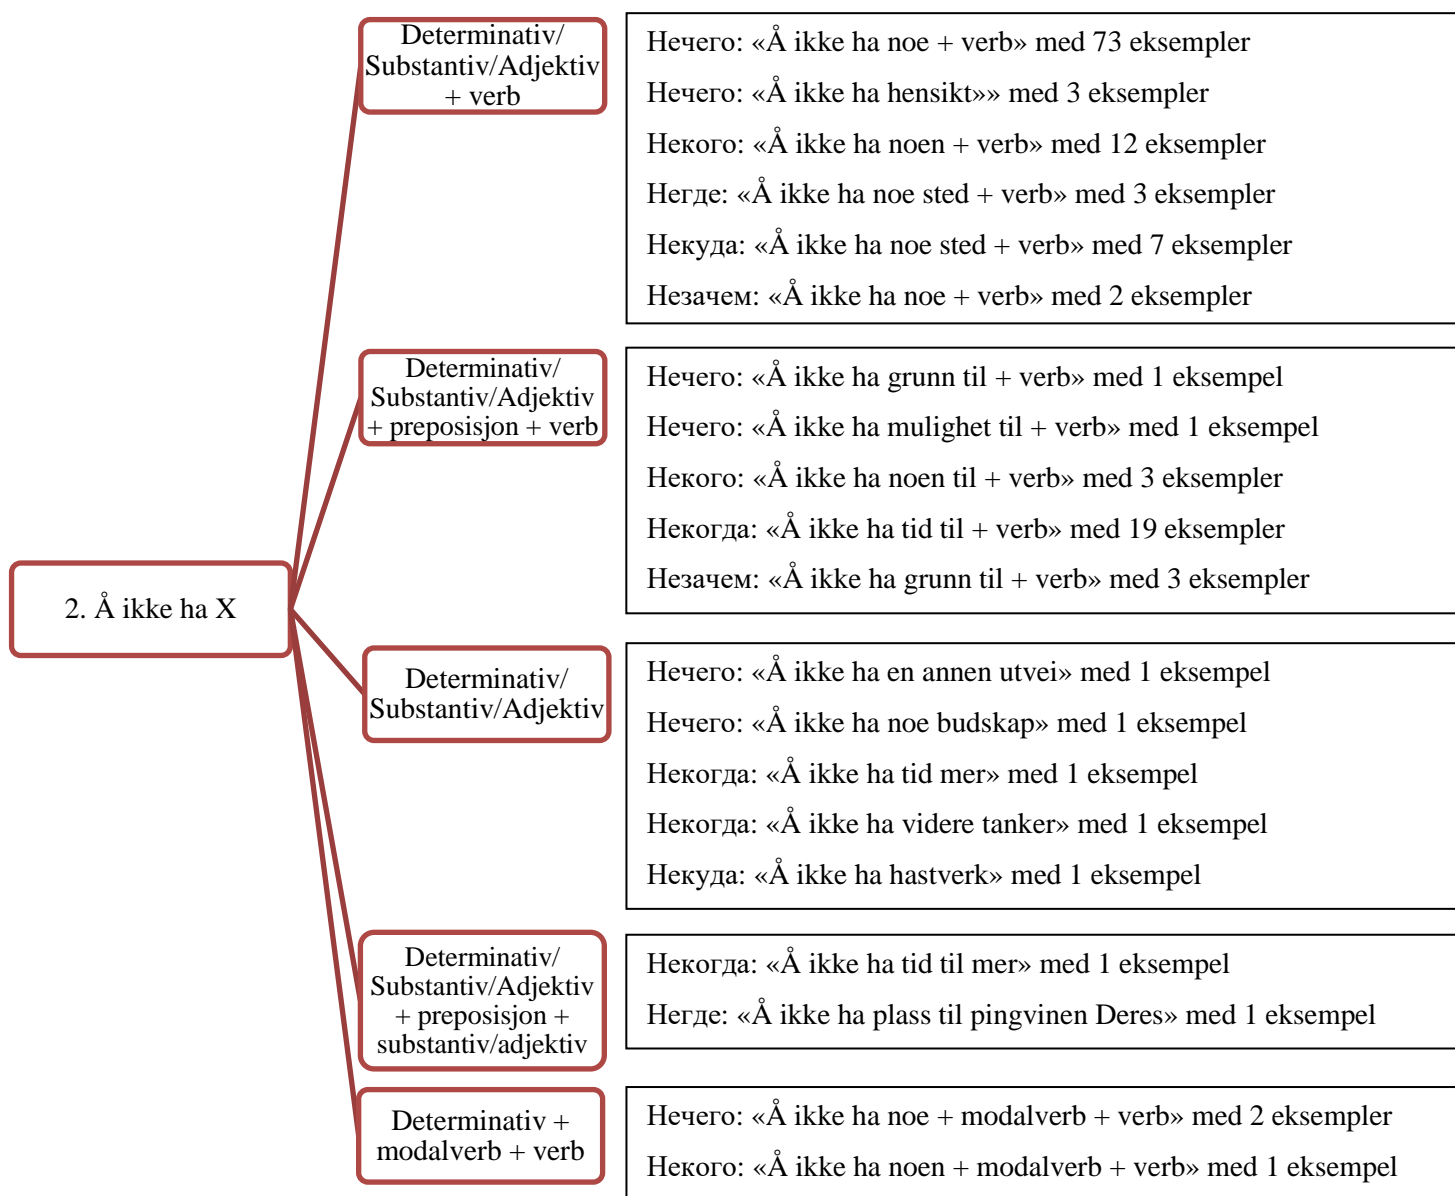 2. Å ikke ha X
Determinativ/
Substantiv/Adjektiv
+ verb
Нечего: «Å ikke ha noe + verb» med 73 eksempler
Нечего: «Å ikke ha hensikt»» med 3 eksempler
Некого: «Å ikke ha noen + verb» med 12 eksempler
Негде: «Å ikke ha noe sted + verb» med 3 eksempler
Некуда: «Å ikke ha noe sted + verb» med 7 eksempler
Незачем: «Å ikke ha noe + verb» med 2 eksempler
Determinativ/
Substantiv/Adjektiv
+ preposisjon + verb
Нечего: «Å ikke ha grunn til + verb» med 1 eksempel
Нечего: «Å ikke ha mulighet til + verb» med 1 eksempel
Некого: «Å ikke ha noen til + verb» med 3 eksempler
Некогда: «Å ikke ha tid til + verb» med 19 eksempler
Незачем: «Å ikke ha grunn til + verb» med 3 eksempler
Determinativ/
Substantiv/Adjektiv
Нечего: «Å ikke ha en annen utvei» med 1 eksempel
Нечего: «Å ikke ha noe budskap» med 1 eksempel
Некогда: «Å ikke ha tid mer» med 1 eksempel
Некогда: «Å ikke ha videre tanker» med 1 eksempel
Некуда: «Å ikke ha hastverk» med 1 eksempel
Determinativ/
Substantiv/Adjektiv
+ preposisjon +
substantiv/adjektiv
Некогда: «Å ikke ha tid til mer» med 1 eksempel
Негде: «Å ikke ha plass til pingvinen Deres» med 1 eksempel
Determinativ +
modalverb + verb
Нечего: «Å ikke ha noe + modalverb + verb» med 2 eksempler
Некого: «Å ikke ha noen + modalverb + verb» med 1 eksempel